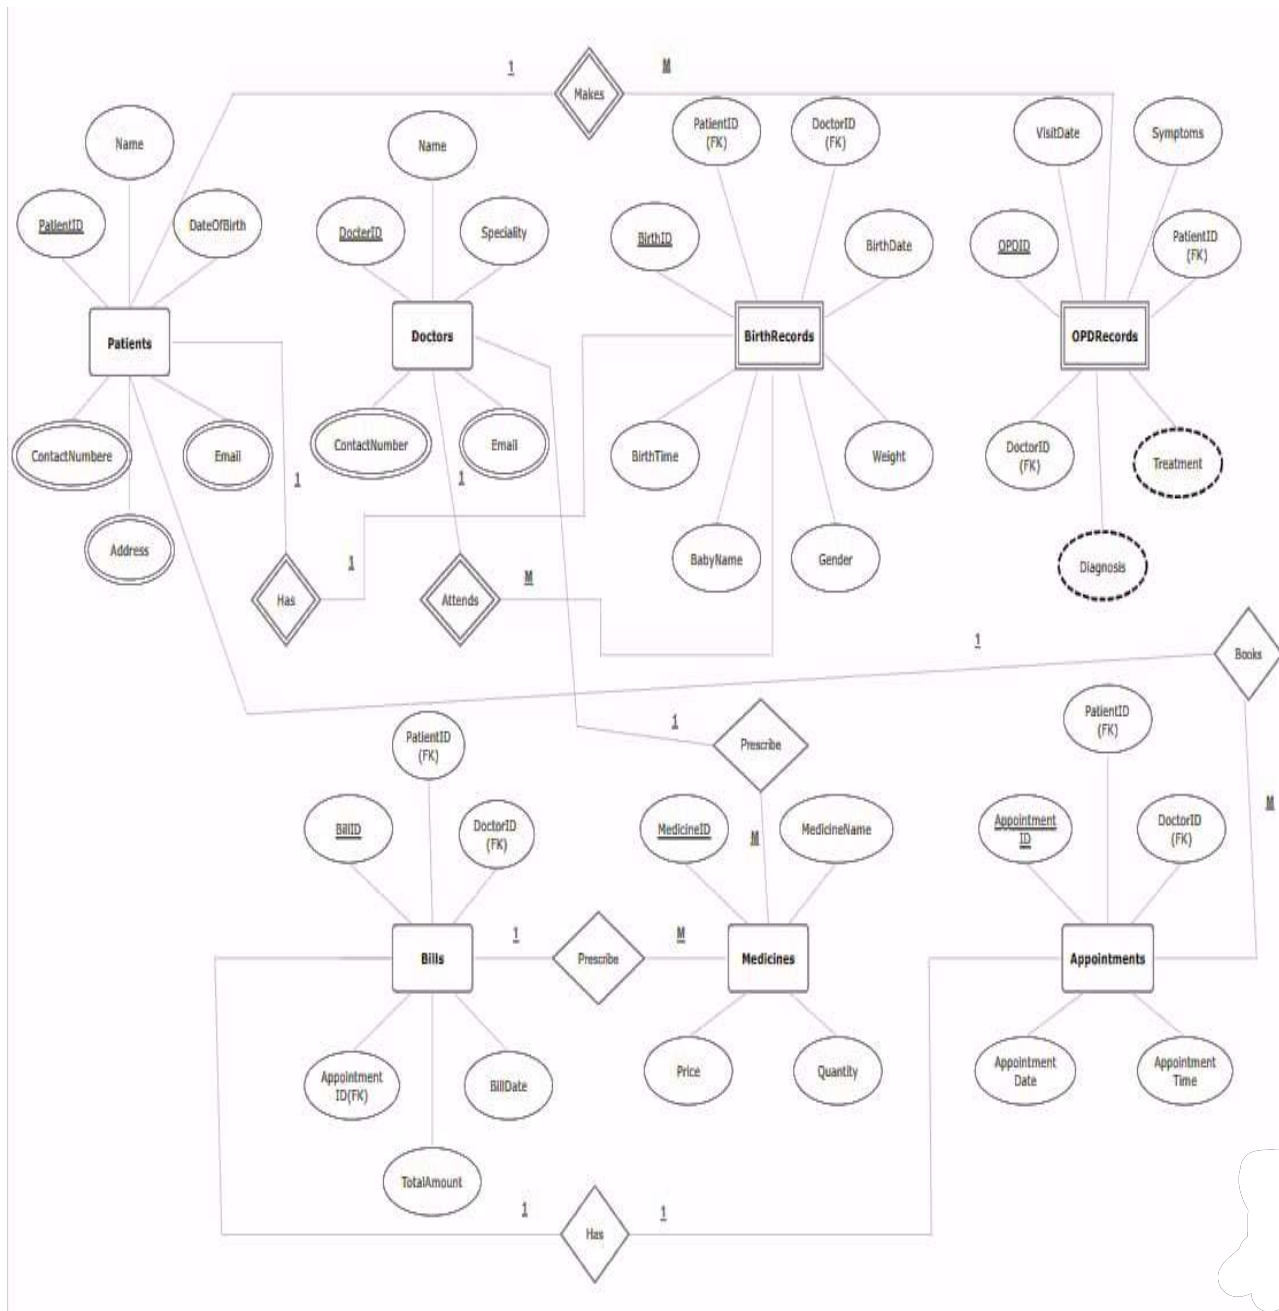 1
M
Makes
PatientID
(FK)
DoctorID
(FK)
VisitDate
Symptoms
Name
Name
PatientID
DateOfBirth
DocterID
Speciality
BirthID
BirthDate
OPDID
PatientID
(FK)
Patients
Doctors
BirthRecords
OPDRecords
ContactNumbere
Email
ContactNumber
Email
BirthTime
Weight
DoctorID
(FK)
Treatment
1
1
Address
BabyName
Gender
Diagnosis
1
M
Has
Attends
1
Books
PatientID
(FK)
1
Prescribe
PatientID
(FK)
M
BillID
DoctorID
(FK)
MedicineID
M
MedicineName
Appointment
ID
DoctorID
(FK)
1
M
Bills
Prescribe
Medicines
Appointments
Appointment
ID(FK)
BillDate
Price
Quantity
Appointment
Date
Appointment
Time
TotalAmount
1
1
Has